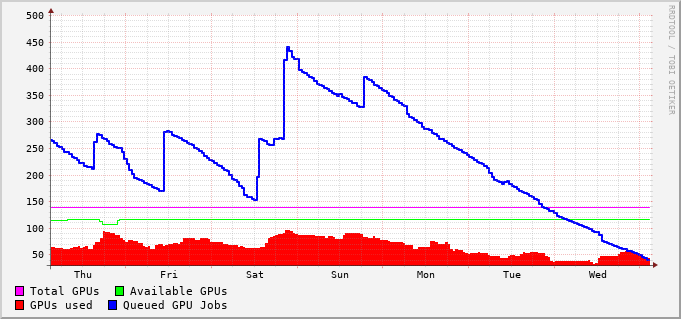 500
450
400
350
300
250
200
150
100
50
Thu Fri Sat Sun Mon Tue Wed
Total GPUs Available GPUs
GPUs used Queued GPU Jobs
RRDTOOL / TOBI OETIKER